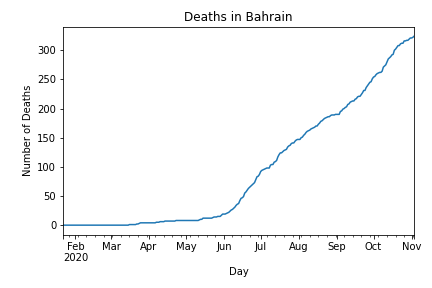 Deaths in Bahrain
Number of Deaths
300
250
200
150
100
50
0
Feb Mar Apr May Jun Jul Aug Sep Oct Nov
2020
Day